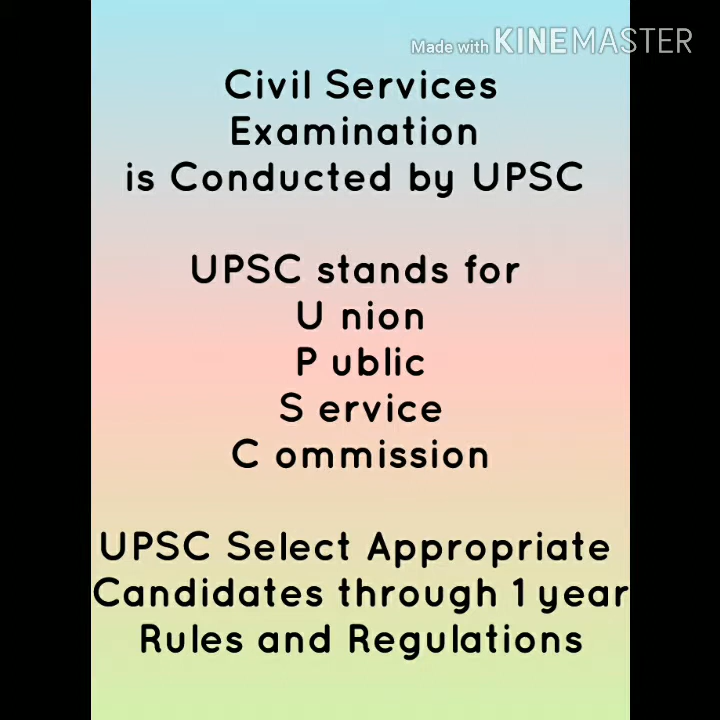 Made with KINEMASTER
Civil Services
Examination
is Conducted by UPSC
UPSC stands for
U nion
P ublic
S ervice
C ommission
UPSC Select Appropriate
Candidates through 1 year
Rules and Regulations